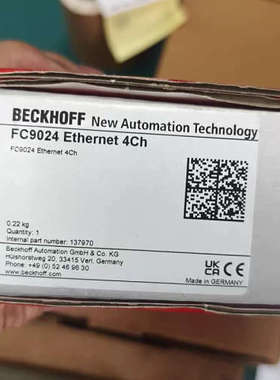 BECKHOFF New Automation Technology
FC9024 Ethernet 4Ch
FC9024 Ethernet 4Ch
0.22 kg
Quantity: 1
Internal part number: 137970
Beckhoff Automation GmbH & Co. KG
Hülshorstweg 20, 33415 Verl, Germany
Phone: +49 (0) 52 46 96 30
www.beckhoff.com
UK
CA
CE
Made in Germany